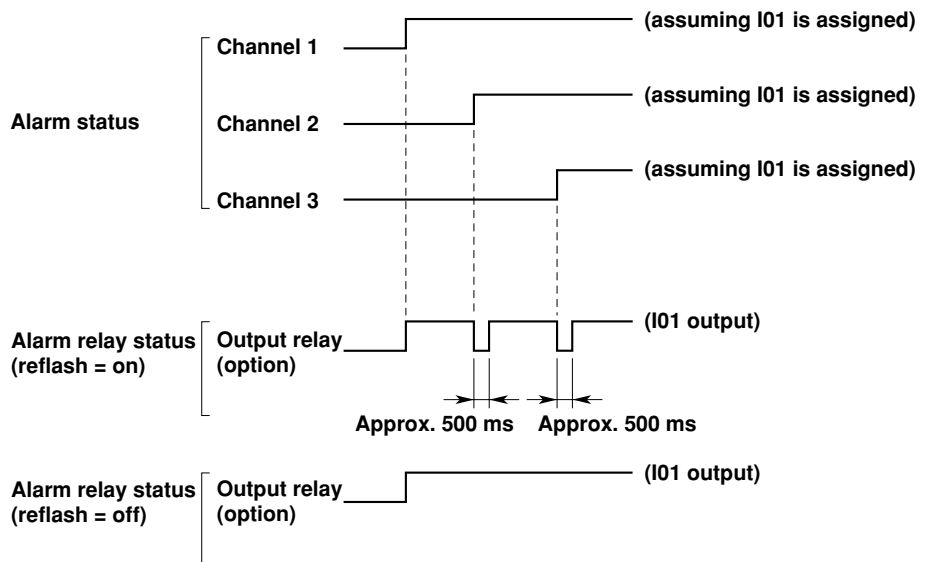 (assuming I01 is assigned)
Channel 1
(assuming I01 is assigned)
Alarm status
Channel 2
(assuming I01 is assigned)
Channel 3
(I01 output)
Alarm relay status
(reflash = on)
Output relay
(option)
Approx. 500 ms
Approx. 500 ms
(I01 output)
Alarm relay status
(reflash = off)
Output relay
(option)